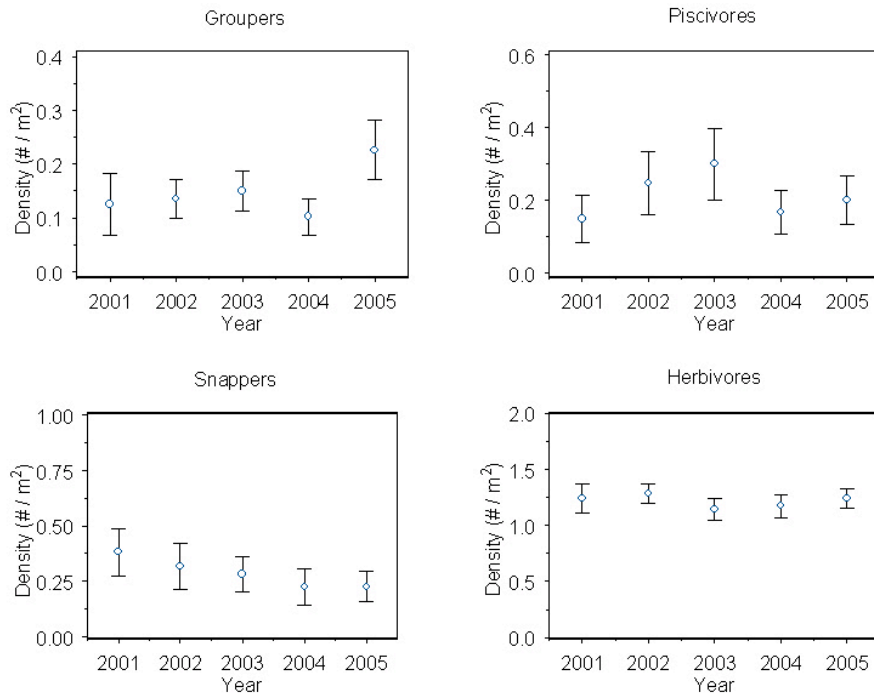 Groupers
Density (# / m²)
0.4
0.3
0.2
0.1
0.0
2001 2002 2003 2004 2005
Year
Piscivores
Density (# / m²)
0.6
0.4
0.2
0.0
2001 2002 2003 2004 2005
Year
Snappers
Density (# / m²)
1.00
0.75
0.50
0.25
0.00
2001 2002 2003 2004 2005
Year
Herbivores
Density (# / m²)
2.0
1.5
1.0
0.5
0.0
2001 2002 2003 2004 2005
Year